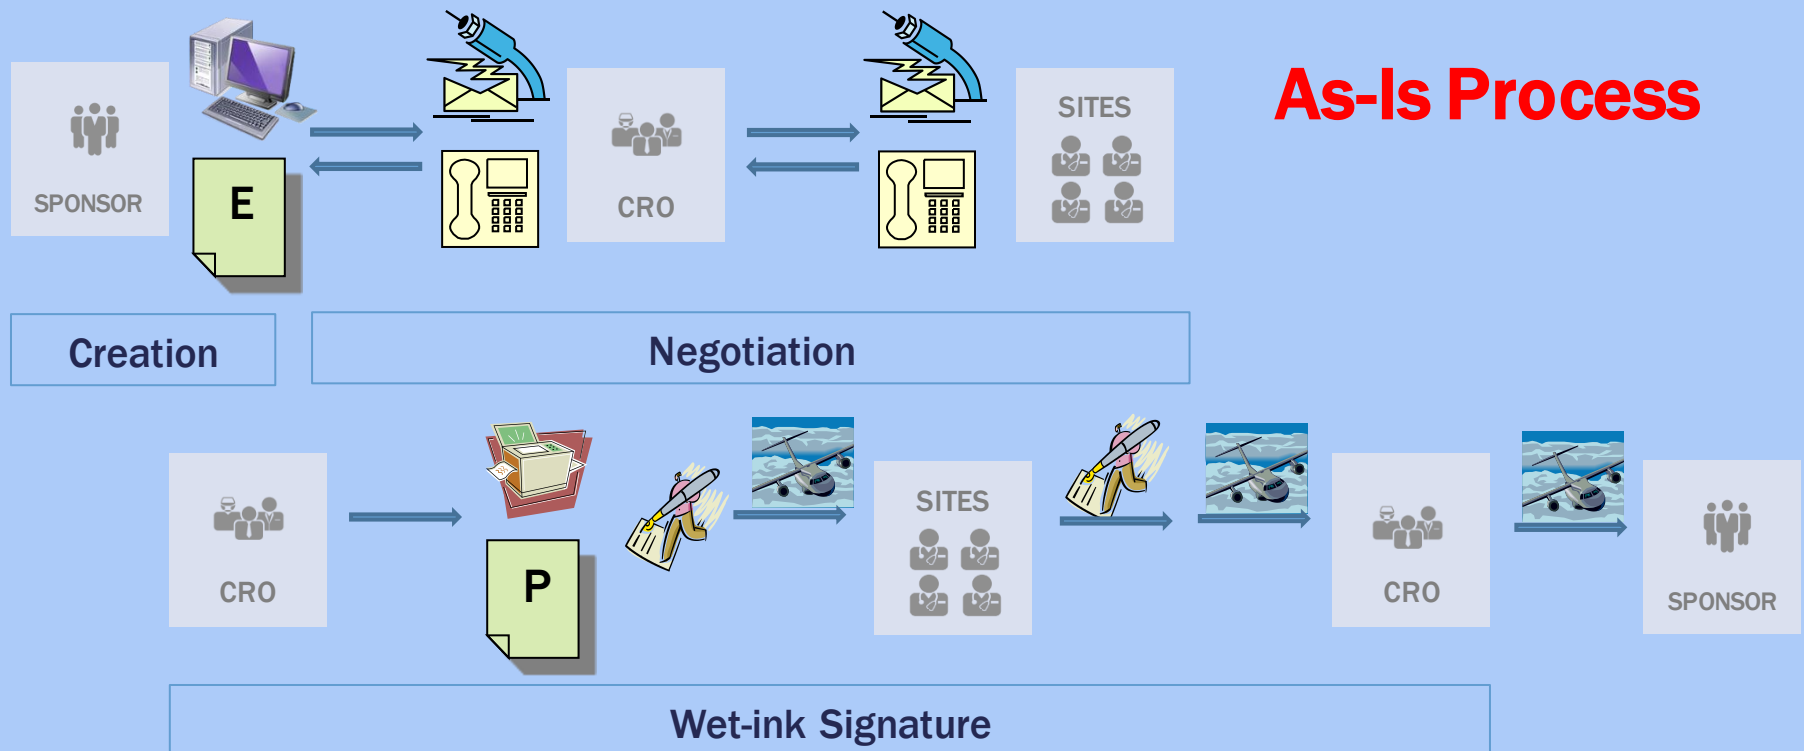 As-Is Process
SPONSOR
E
CRO
SITES
Creation
Negotiation
CRO
P
SITES
CRO
SPONSOR
Wet-ink Signature